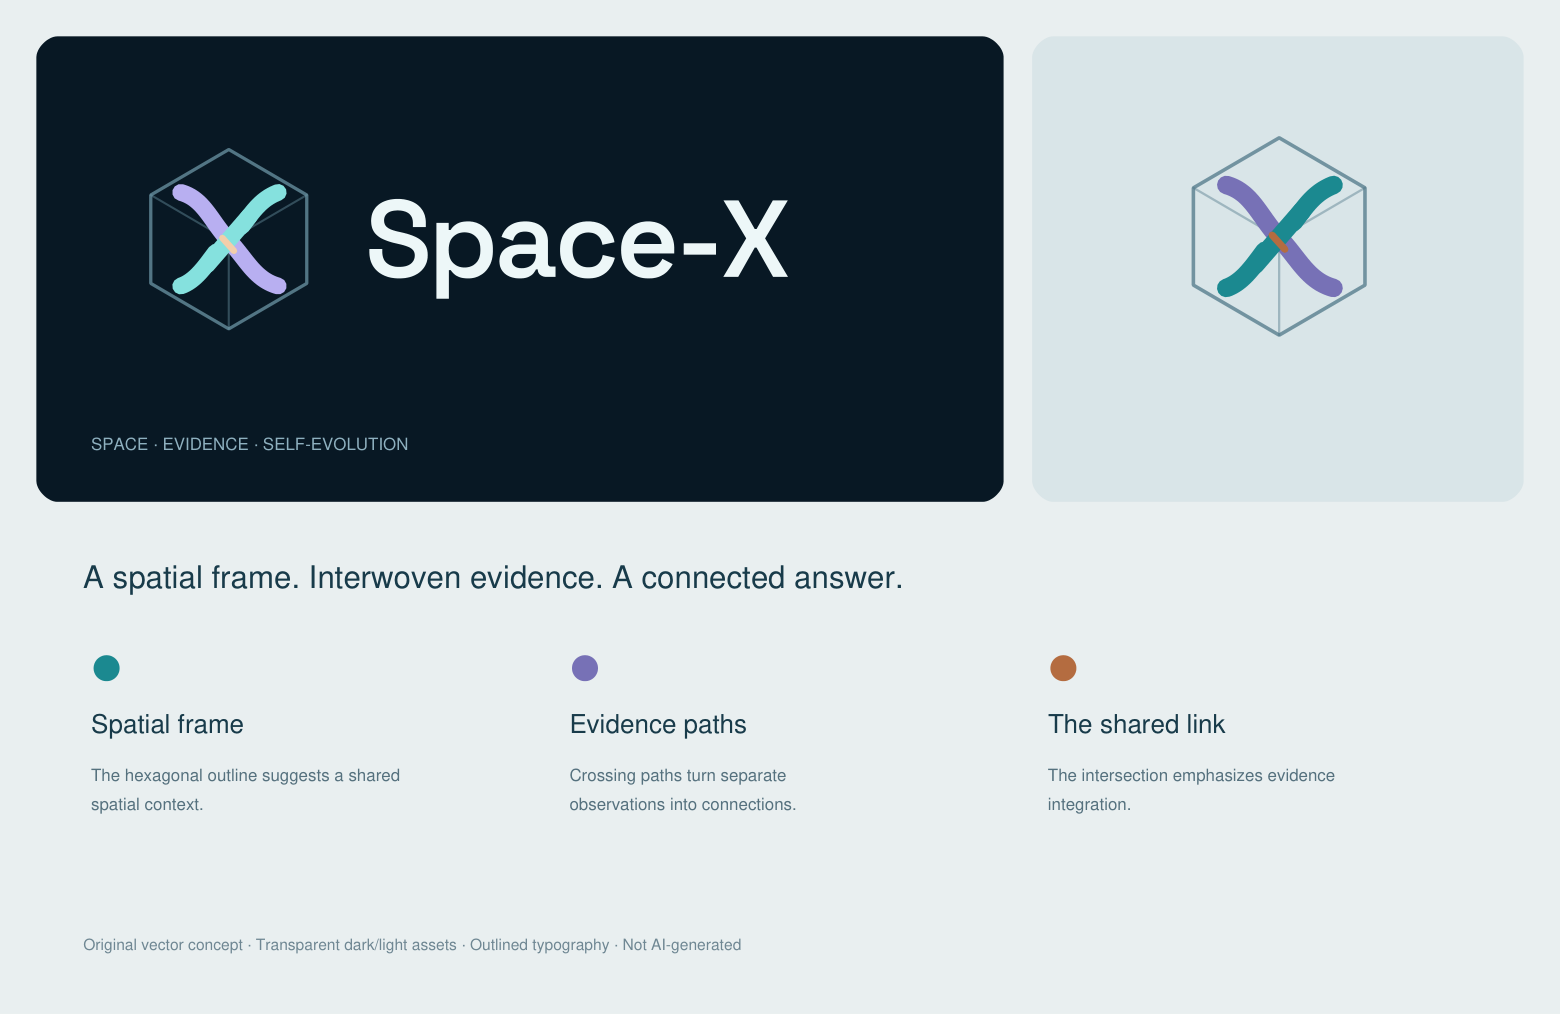 Space-X
SPACE · EVIDENCE · SELF-EVOLUTION
A spatial frame. Interwoven evidence. A connected answer.
Spatial frame
The hexagonal outline suggests a shared
spatial context.
Evidence paths
Crossing paths turn separate
observations into connections.
The shared link
The intersection emphasizes evidence
integration.
Original vector concept · Transparent dark/light assets · Outlined typography · Not AI-generated